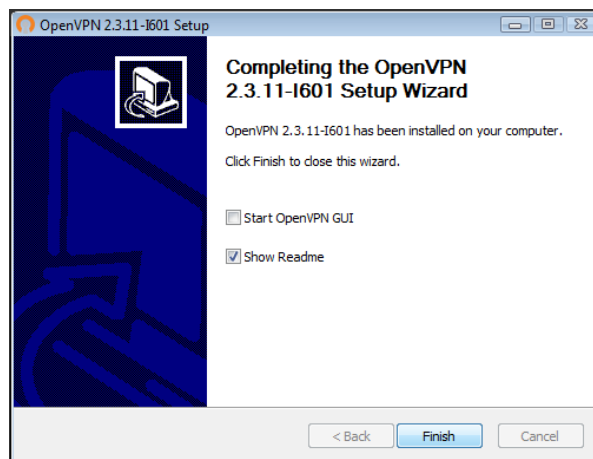 OpenVPN 2.3.11-I601 Setup
Completing the OpenVPN
2.3.11-I601 Setup Wizard
OpenVPN 2.3.11-I601 has been installed on your computer.
Click Finish to close this wizard.
Start OpenVPN GUI
Show Readme
< Back
Finish
Cancel